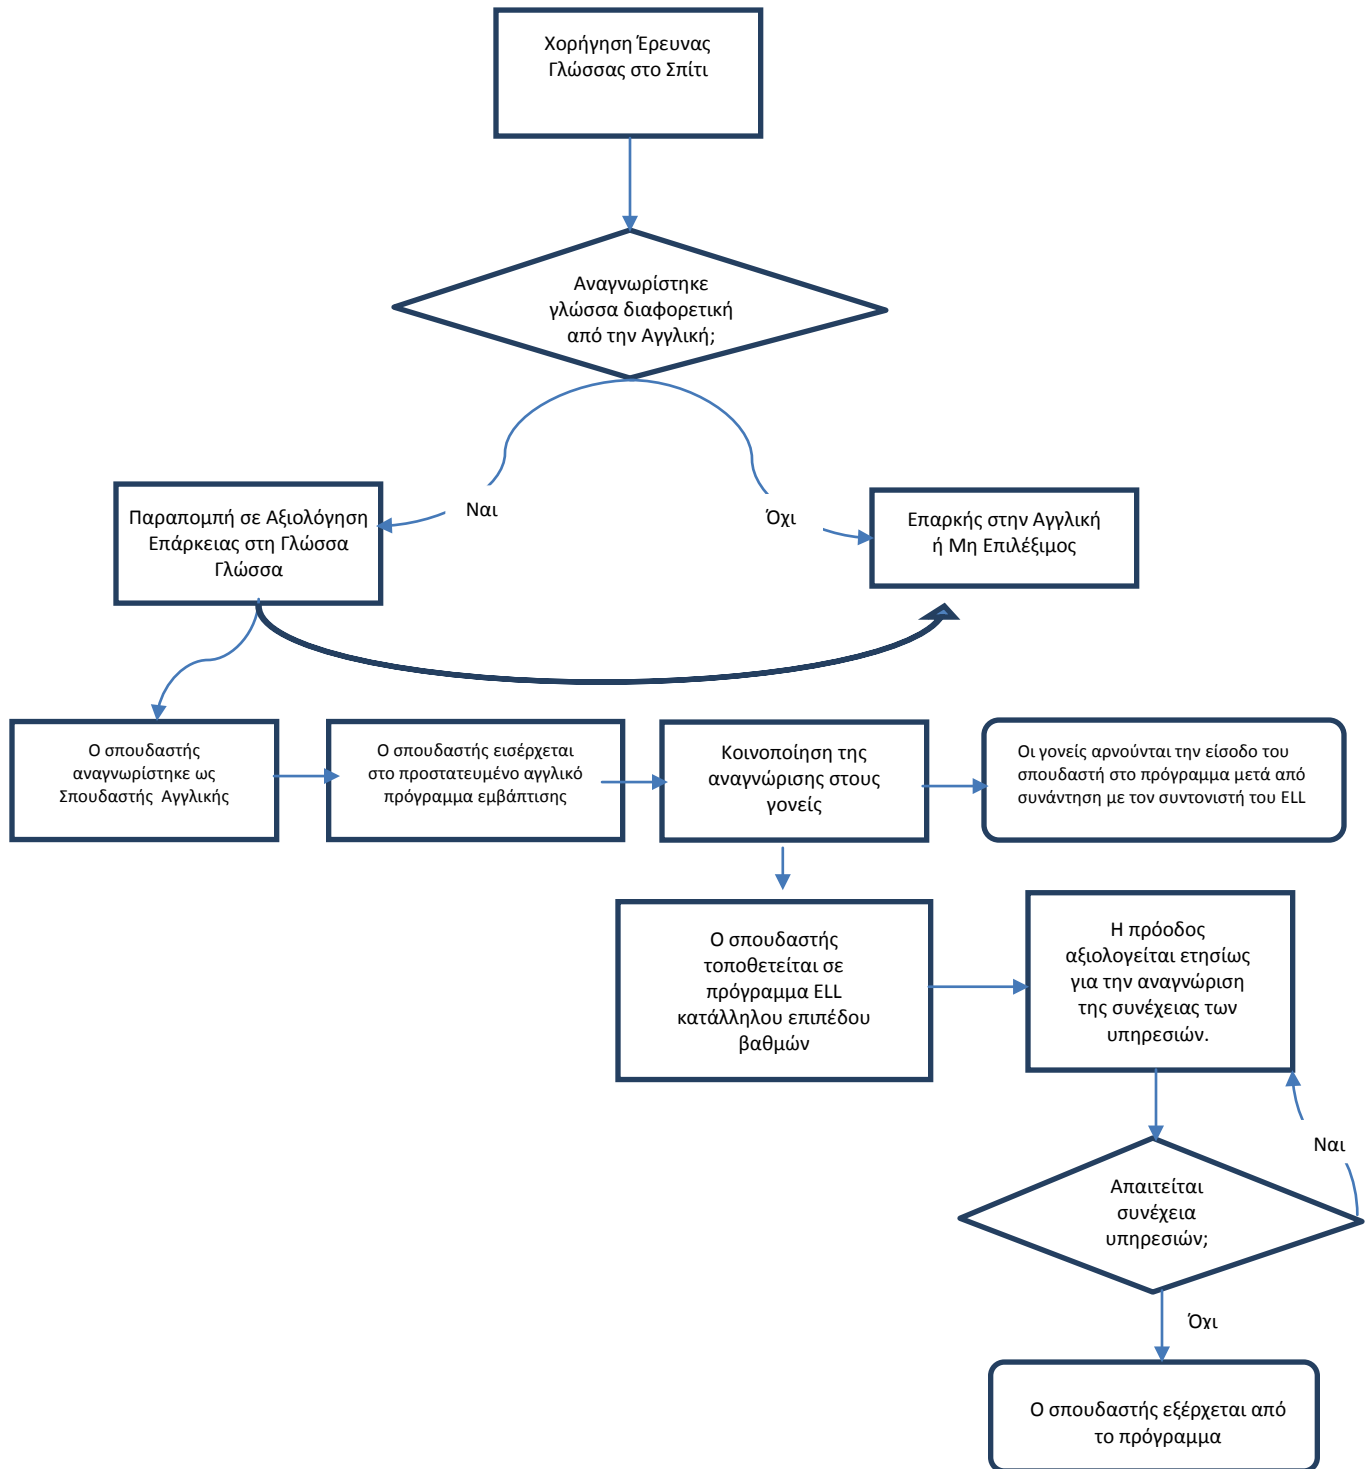 Χορήγηση Έρευνας
Γλώσσας στο Σπίτι
Αναγνωρίστηκε
γλώσσα διαφορετική
από την Αγγλική;
Ναι
Όχι
Παραπομπή σε Αξιολόγηση
Επάρκειας στη Γλώσσα
Γλώσσα
Επαρκής στην Αγγλική
ή Μη Επιλέξιμος
Ο σπουδαστής
αναγνωρίστηκε ως
Σπουδαστής Αγγλικής
Ο σπουδαστής εισέρχεται
στο προστατευμένο αγγλικό
πρόγραμμα εμβάπτισης
Κοινοποίηση της
αναγνώρισης στους
γονείς
Οι γονείς αρνούνται την είσοδο του
σπουδαστή στο πρόγραμμα μετά από
συνάντηση με τον συντονιστή του ELL
Ο σπουδαστής
τοποθετείται σε
πρόγραμμα ELL
κατάλληλου επιπέδου
βαθμών
Η πρόοδος
αξιολογείται ετησίως
για την αναγνώριση
της συνέχειας των
υπηρεσιών.
Ναι
Απαιτείται
συνέχεια
υπηρεσιών;
Όχι
Ο σπουδαστής εξέρχεται από
το πρόγραμμα